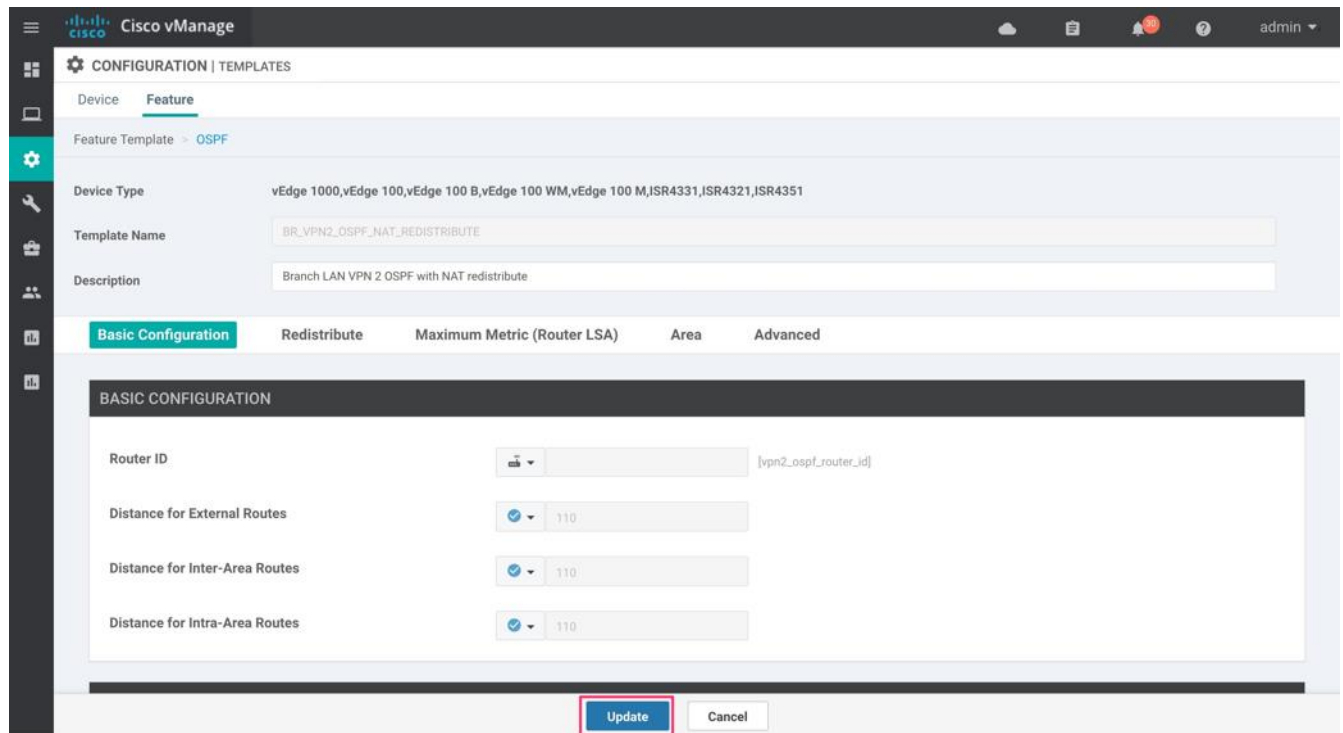 CISCO Cisco vManage 30 admin
CONFIGURATION | TEMPLATES
Device Feature
Feature Template > OSPF
Device Type vEdge 1000,vEdge 100,vEdge 100 B,vEdge 100 WM,vEdge 100 M,ISR4331,ISR4321,ISR4351
Template Name BR_VPN2_OSPF_NAT_REDISTRIBUTE
Description Branch LAN VPN 2 OSPF with NAT redistribute
Basic Configuration Redistribute Maximum Metric (Router LSA) Area Advanced
BASIC CONFIGURATION
Router ID [vpn2_ospf_router_id]
Distance for External Routes 110
Distance for Inter-Area Routes 110
Distance for Intra-Area Routes 110
Update Cancel